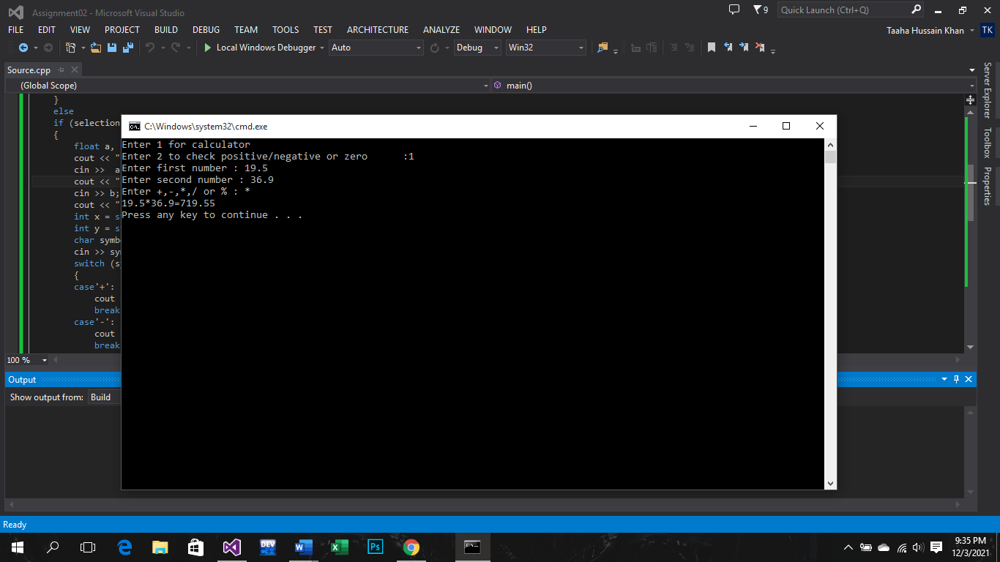 Assignment02 - Microsoft Visual Studio
9
Quick Launch (Ctrl+Q)
FILE EDIT VIEW PROJECT BUILD DEBUG TEAM TOOLS TEST ARCHITECTURE ANALYZE WINDOW HELP
Taaha Hussain Khan TK
Local Windows Debugger Auto Debug Win32
Source.cpp
(Global Scope) main()
}
else
if (selection
{
float a,
cout << "
cin >> a
cout << "
cin >> b;
cout << "
int x = s
int y = s
char symb
cin >> sy
switch (s
{
case'+':
cout
break
case'-':
cout
break
C:\Windows\system32\cmd.exe
Enter 1 for calculator
Enter 2 to check positive/negative or zero :1
Enter first number : 19.5
Enter second number : 36.9
Enter +,-,*,/ or % : *
19.5*36.9=719.55
Press any key to continue . . .
Server Explorer
Toolbox
Properties
100 %
Output
Show output from: Build
Ready
DEV
Ps
9:35 PM
12/3/2021